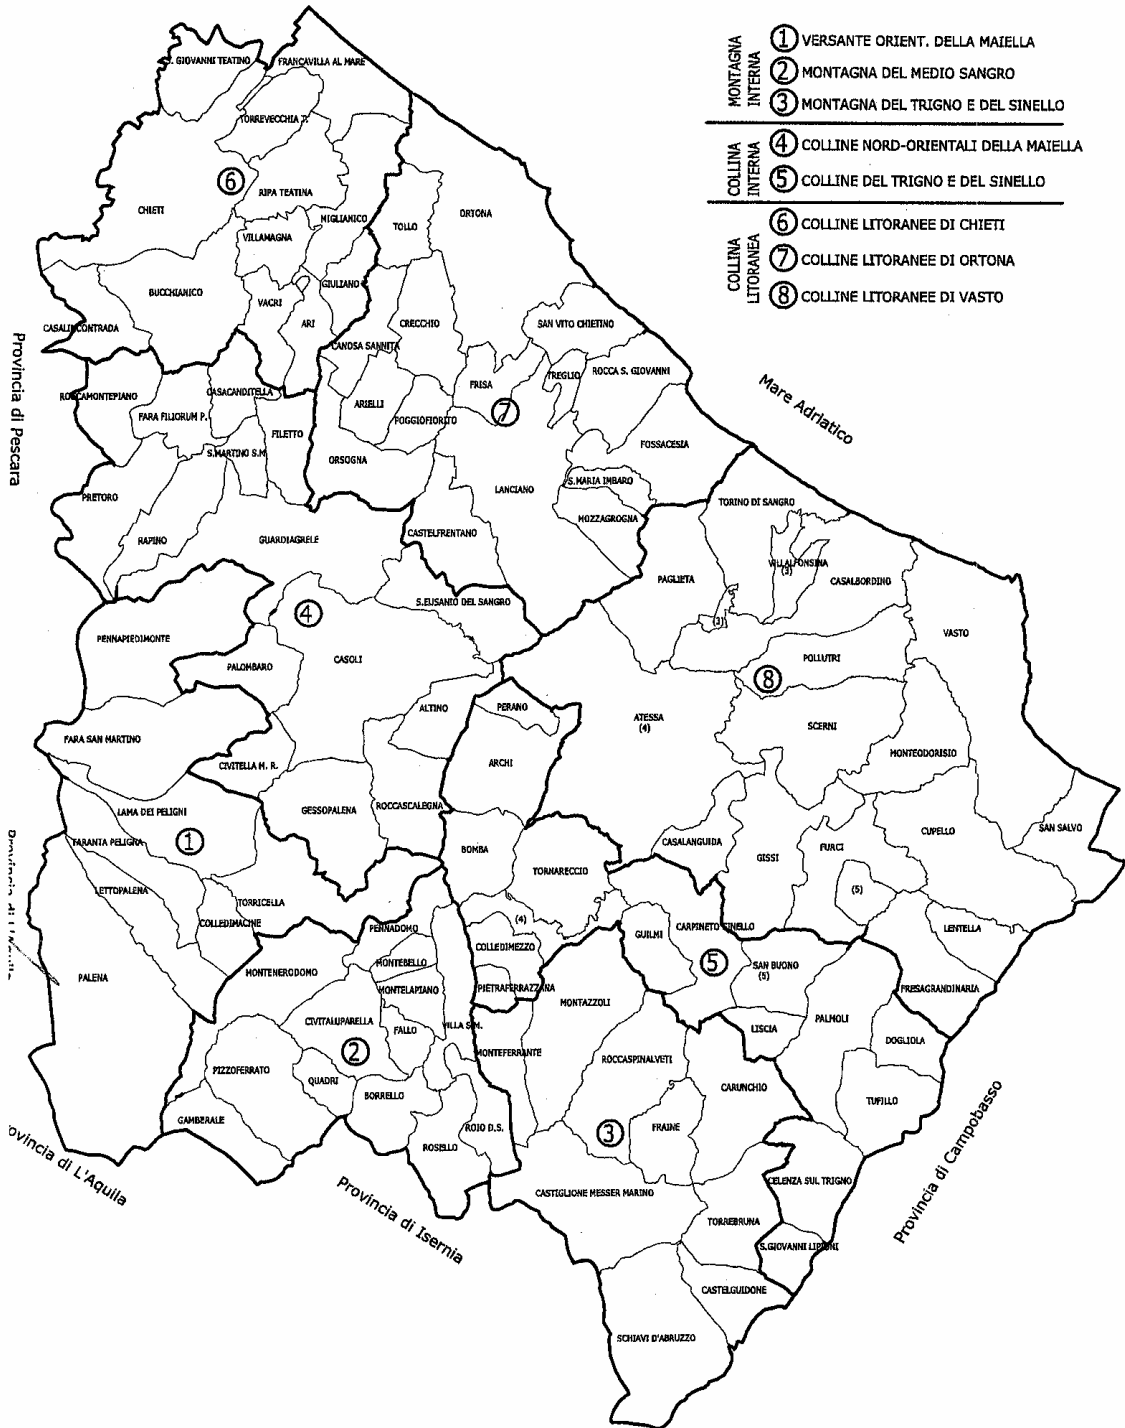 MONTAGNA INTERNA
1 VERSANTE ORIENT. DELLA MAIELLA
2 MONTAGNA DEL MEDIO SANGRO
3 MONTAGNA DEL TRIGNO E DEL SINELLO
COLLINA INTERNA
4 COLLINE NORD-ORIENTALI DELLA MAIELLA
5 COLLINE DEL TRIGNO E DEL SINELLO
COLLINA LITORANEA
6 COLLINE LITORANEE DI CHIETI
7 COLLINE LITORANEE DI ORTONA
8 COLLINE LITORANEE DI VASTO
GIOVANNI TEATINO
FRANCAVILLA AL MARE
TORREVECCHIA T.
6
RIPA TEATINA
CHIETI
MIGLIANICO
ORTONA
TOLLO
VILLAMAGNA
GIULIANO
BUCCHIANICO
VACRI
ARI
CRECCHIO
SAN VITO CHIETINO
CASALINCONTRADA
CANOSA SANNITA
Provincia di Pescara
Mare Adriatico
ROCCAMONTEPIANO
CASACANDITELLA
FARA FILIORUM P.
FILETTO
ARIELLI
POGGIOFIORITO
FRISA
7
TREGLIO
ROCCA S. GIOVANNI
FOSSACESIA
S.MARTINO S.M
ORSOGNA
LANCIANO
S.MARIA IMBARO
MOZZAGROGNA
PRETORO
RAPINO
GUARDIAGRELE
CASTELFRENTANO
TORINO DI SANGRO
VILLALFONSINA
(3)
CASALBORDINO
PAGLIETA
(3)
S.EUSANIO DEL SANGRO
4
PENNAPIEDIMONTE
PALOMBARO
CASOLI
VASTO
POLLUTRI
8
ALTINO
PERANO
ATESSA
(4)
SCERNI
MONTEODORISIO
FARA SAN MARTINO
CIVITELLA M. R.
ARCHI
GESSOPALENA
ROCCASCALEGNA
LAMA DEI PELIGNI
1
TARANTA PELIGNA
BOMBA
CASALANGUIDA
GISSI
FURCI
CUPELLO
SAN SALVO
TORNARECCIO
(5)
LETTOPALENA
TORRICELLA
COLLEDIMACINE
(4)
PENNADOMO
COLLEDIMEZZO
GUILMI
CARPINETO SINELLO
LENTELLA
PALENA
MONTENERODOMO
MONTEBELLO
MONTELAPIANO
PIETRAFERRAZZANA
MONTAZZOLI
5
SAN BUONO
(5)
FRESAGRANDINARIA
CIVITALUPARELLA
FALLO
VILLA S.M.
LISCIA
PALMOLI
DOGLIOLA
2
MONTEFERRANTE
ROCCASPINALVETI
PIZZOFERRATO
QUADRI
BORRELLO
CARUNCHIO
TUFILLO
GAMBERALE
ROSELLO
ROIO D.S.
3
FRAINE
Provincia di L'Aquila
Provincia di Isernia
Provincia di Campobasso
CASTIGLIONE MESSER MARINO
CELENZA SUL TRIGNO
TORREBRUNA
S.GIOVANNI LIPIONI
CASTELGUIDONE
SCHIAVI D'ABRUZZO